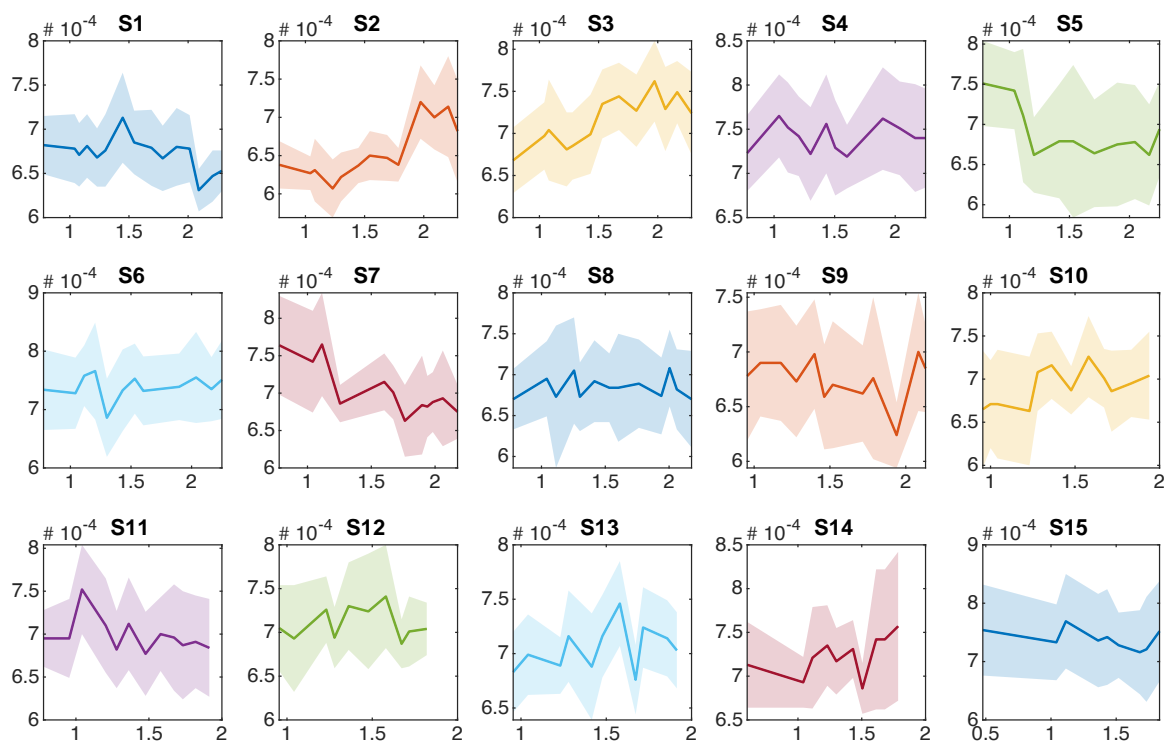 # 10-4 S1 # 10-4 S2 # 10-4 S3 # 10-4 S4 # 10-4 S5
8 8 8 8.5 8
7.5 7.5 7.5 8 7.5
7 7 7 7.5 7
6.5 6.5 6.5 7 6.5
6 6 6 6.5 6
1 1.5 2 1 1.5 2 1 1.5 2 1 1.5 2 1 1.5 2
# 10-4 S6 # 10-4 S7 # 10-4 S8 # 10-4 S9 # 10-4 S10
9 8 8 7.5 8
8 7.5 7.5 7 7.5
7 7 7 6.5 7
6 6.5 6.5 6 6.5
6 6 6
1 1.5 2 1 1.5 2 1 1.5 2 1 1.5 2 1 1.5 2
# 10-4 S11 # 10-4 S12 # 10-4 S13 # 10-4 S14 # 10-4 S15
8 8 8 8.5 9
7.5 7.5 7.5 8 8
7 7 7 7.5 7
6.5 6.5 6.5 7 6
6 6 6.5
1 1.5 2 1 1.5 2 1 1.5 2 1 1.5 2 0.5 1 1.5